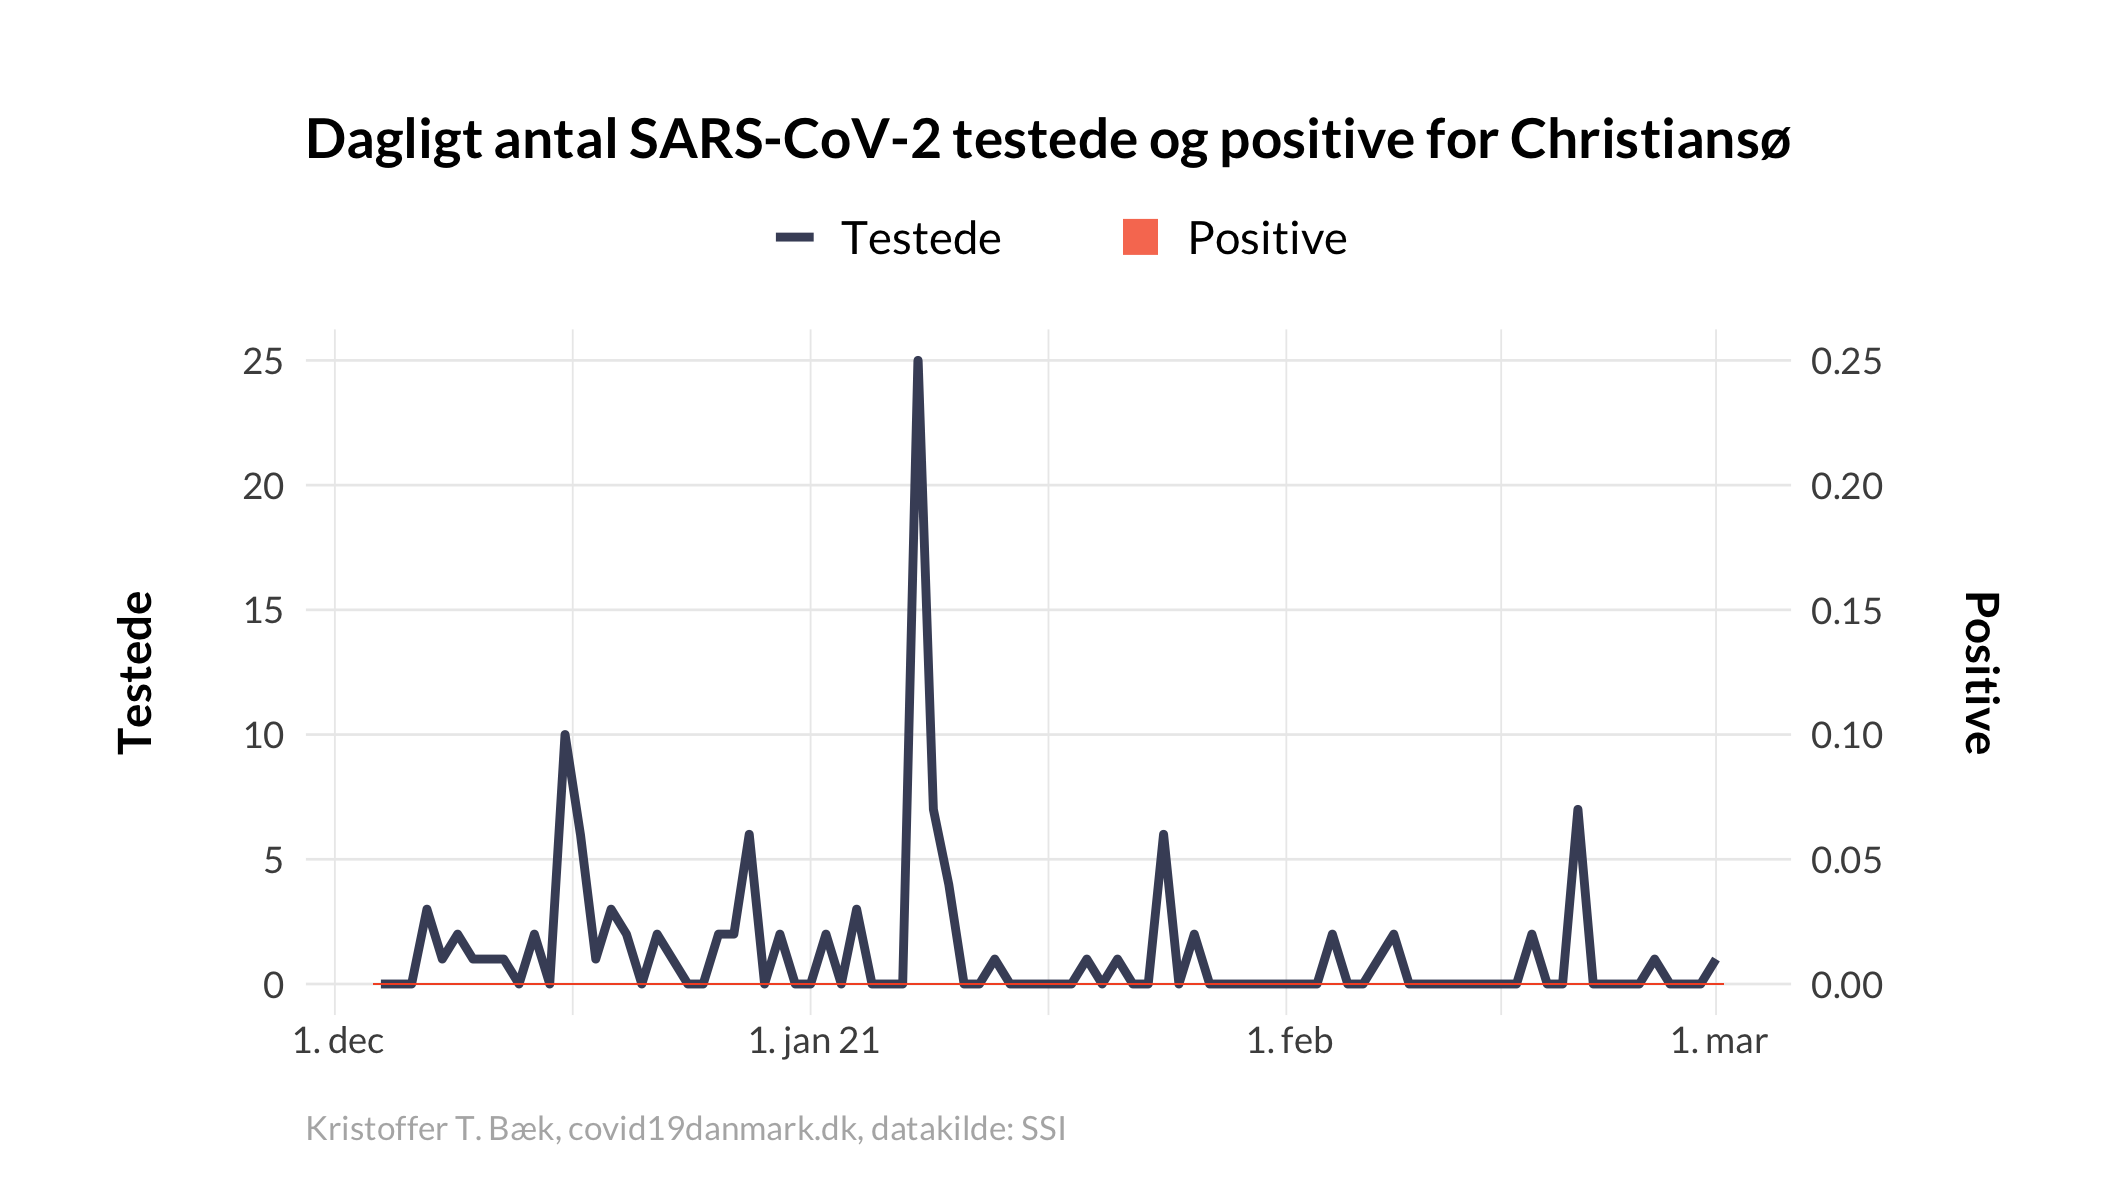 Dagligt antal SARS-CoV-2 testede og positive for Christiansø
Testede Positive
25 0.25
20 0.20
15 0.15
10 0.10
5 0.05
0 0.00
Testede
Positive
1. dec 1. jan 21 1. feb 1. mar
Kristoffer T. Bæk, covid19danmark.dk, datakilde: SSI